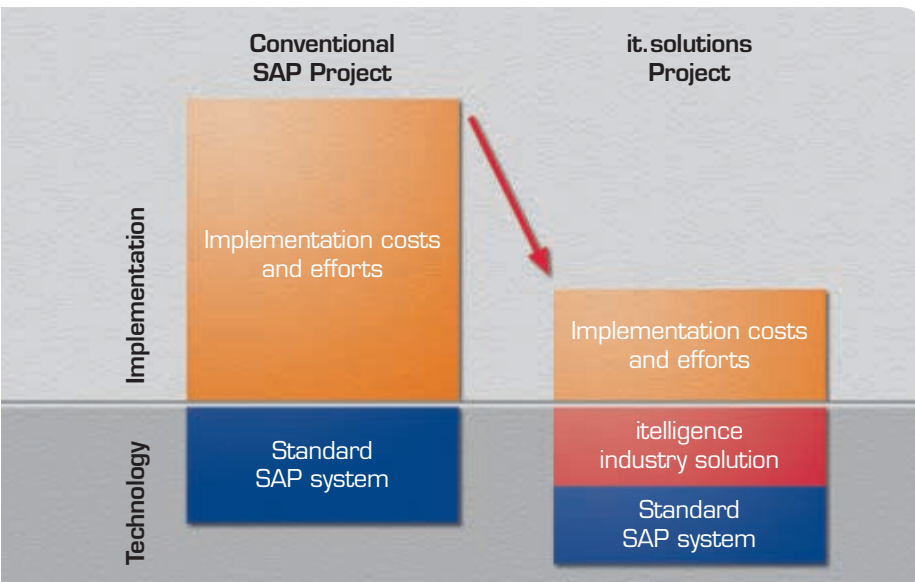 Conventional
SAP Project
it.solutions
Project
Implementation
Implementation costs
and efforts
Implementation costs
and efforts
Technology
Standard
SAP system
itelligence
industry solution
Standard
SAP system